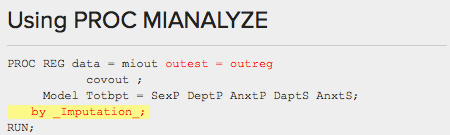 Using PROC MIANALYZE
PROC REG data = miout outest = outreg
covout ;
Model Totbpt = SexP DeptP AnxtP DaptS AnxtS;
by _Imputation_;
RUN;